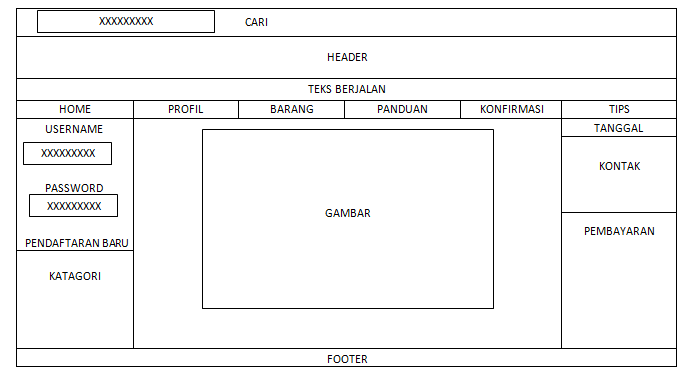 XXXXXXXXX CARI
HEADER
TEKS BERJALAN
HOME PROFIL BARANG PANDUAN KONFIRMASI TIPS
USERNAME
XXXXXXXXX
PASSWORD
XXXXXXXXX
PENDAFTARAN BARU
KATAGORI
GAMBAR
TANGGAL
KONTAK
PEMBAYARAN
FOOTER